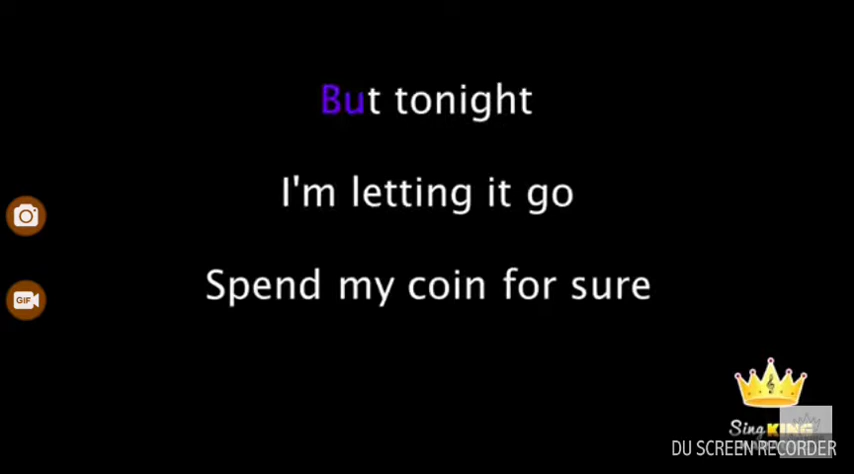 But tonight
I'm letting it go
Spend my coin for sure
GIF
Sing KING
DU SCREEN RECORDER